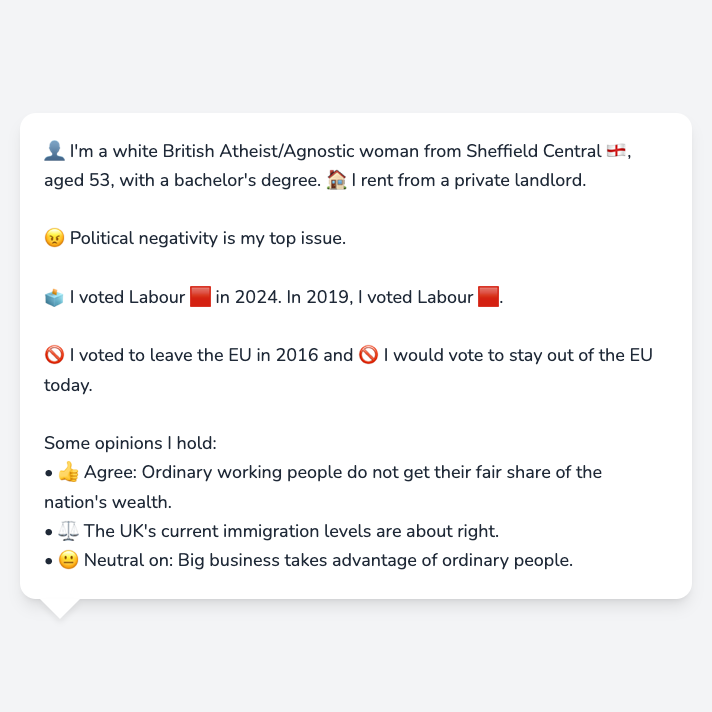 👤 I'm a white British Atheist/Agnostic woman from Sheffield Central 🏴󠁧󠁢󠁥󠁮󠁧󠁿,
aged 53, with a bachelor's degree. 🏠 I rent from a private landlord.
😠 Political negativity is my top issue.
🗳️ I voted Labour 🟥 in 2024. In 2019, I voted Labour 🟥.
🚫 I voted to leave the EU in 2016 and 🚫 I would vote to stay out of the EU
today.
Some opinions I hold:
• 👍 Agree: Ordinary working people do not get their fair share of the
nation's wealth.
• ⚖️ The UK's current immigration levels are about right.
• 😐 Neutral on: Big business takes advantage of ordinary people.